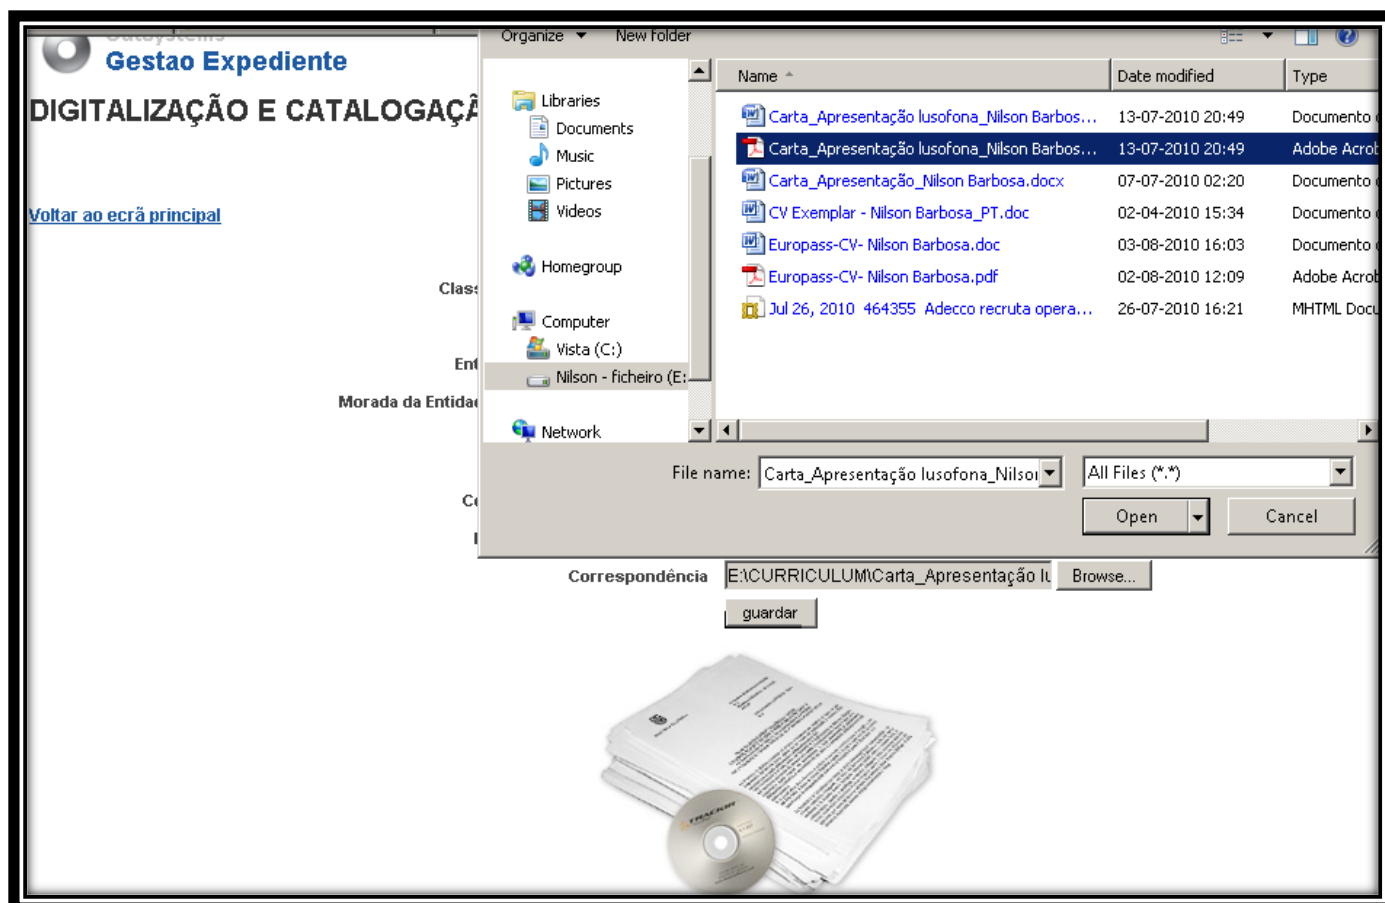 Outsystems
Gestao Expediente
DIGITALIZAÇÃO E CATALOGAÇÃ
Voltar ao ecrã principal
Class
Ent
Morada da Entidad
Organize New folder
Libraries
Documents
Music
Pictures
Videos
Homegroup
Computer
Vista (C:)
Nilson - ficheiro (E:
Network
Name Date modified Type
Carta_Apresentação lusofona_Nilson Barbos... 13-07-2010 20:49 Documento
Carta_Apresentação lusofona_Nilson Barbos... 13-07-2010 20:49 Adobe Acrob
Carta_Apresentação_Nilson Barbosa.docx 07-07-2010 02:20 Documento
CV Exemplar - Nilson Barbosa_PT.doc 02-04-2010 15:34 Documento
Europass-CV- Nilson Barbosa.doc 03-08-2010 16:03 Documento
Europass-CV- Nilson Barbosa.pdf 02-08-2010 12:09 Adobe Acrob
Jul 26, 2010 464355 Adecco recruta opera... 26-07-2010 16:21 MHTML Docu
File name: Carta_Apresentação lusofona_Nilso All Files (*.*)
Open Cancel
Correspondência E:\CURRICULUM\Carta_Apresentação lu Browse...
guardar
TRACKER